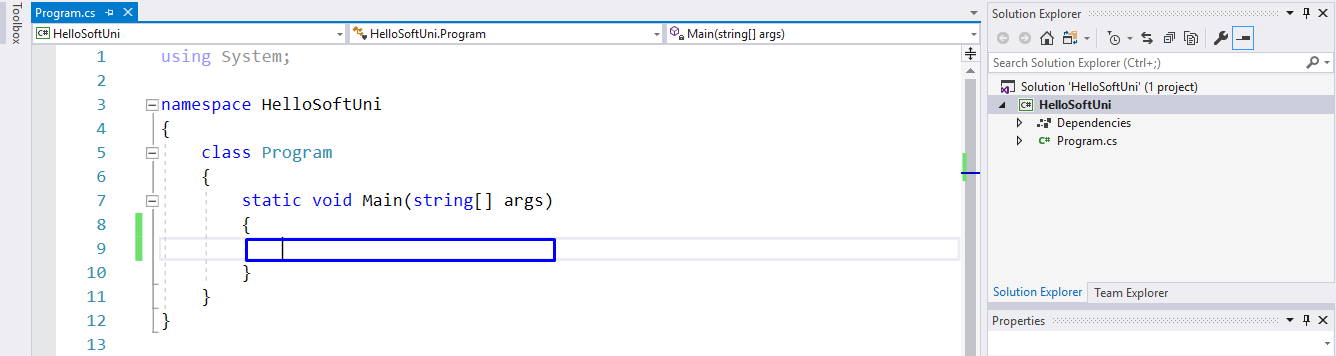 Toolbox
Program.cs
C# HelloSoftUni
HelloSoftUni.Program
Main(string[] args)
1 using System;
2
3 namespace HelloSoftUni
4 {
5 class Program
6 {
7 static void Main(string[] args)
8 {
9
10 }
11 }
12 }
13
Solution Explorer
Search Solution Explorer (Ctrl+;)
Solution 'HelloSoftUni' (1 project)
C# HelloSoftUni
Dependencies
C# Program.cs
Solution Explorer Team Explorer
Properties